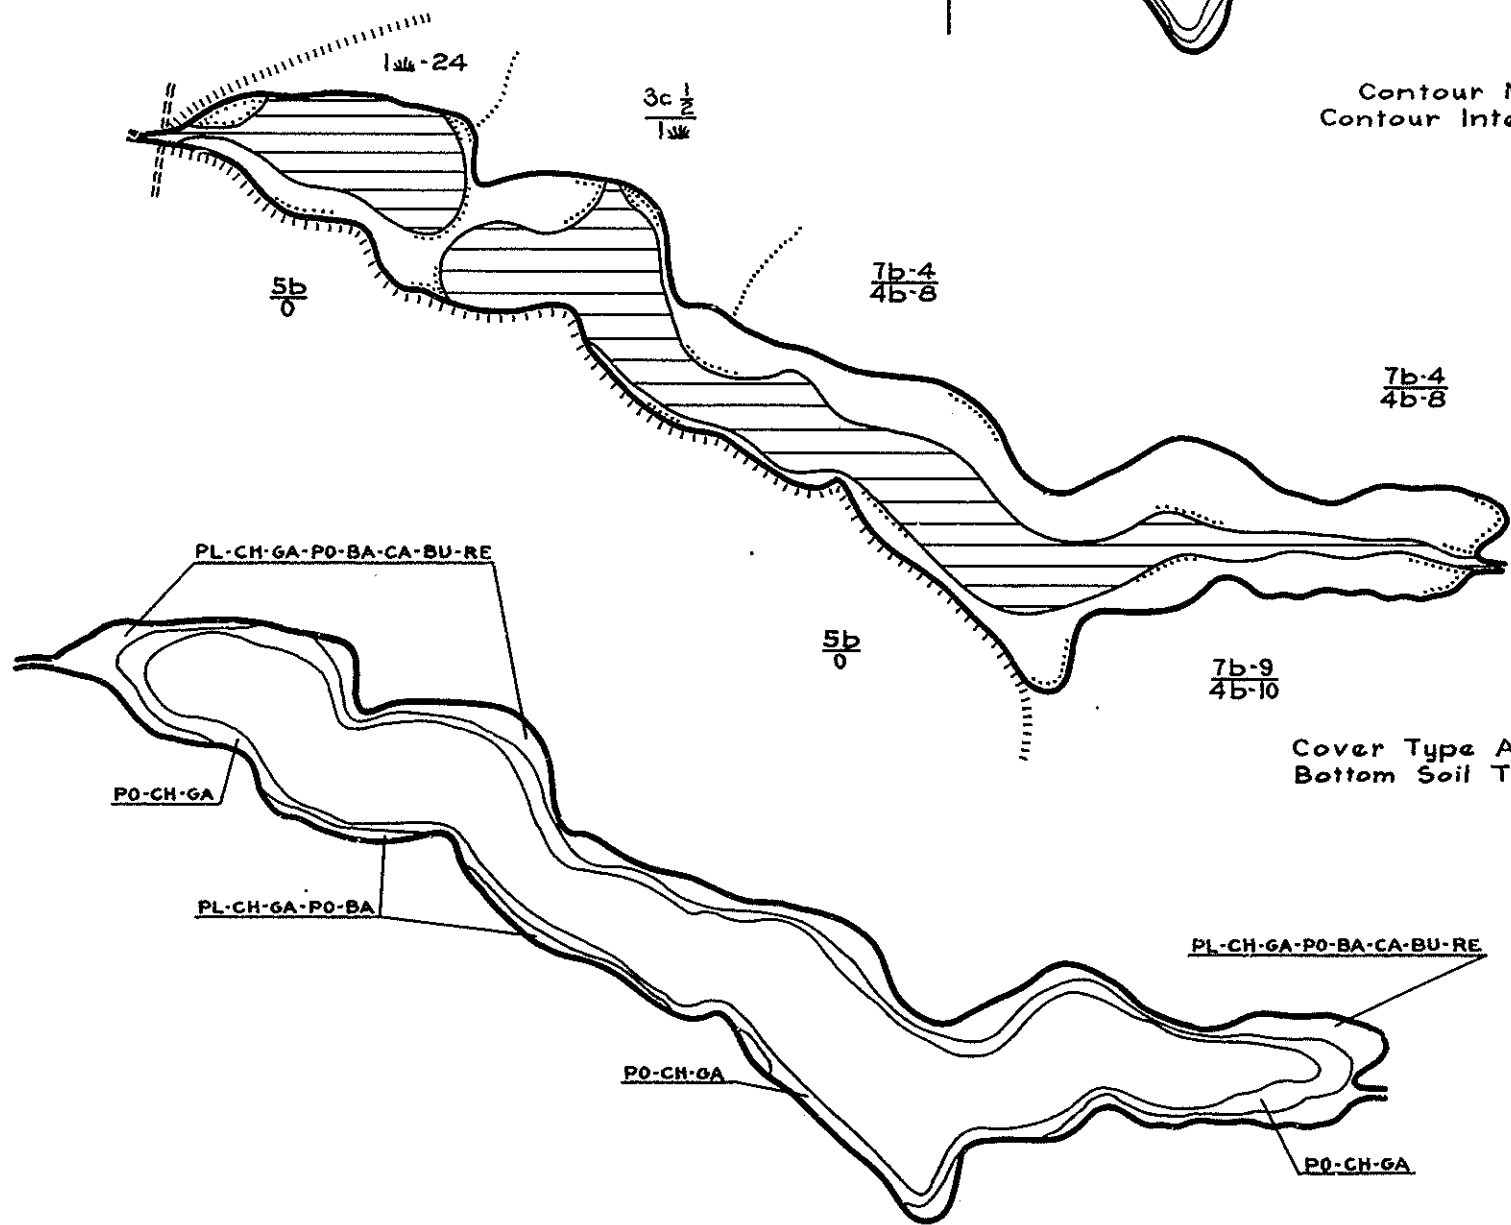 1 -24
3c 1/2
1
Contour
Contour Inte
5b
0
7b-4
4b-8
7b-4
4b-8
PL-CH-GA-PO-BA-CA-BU-RE
5b
0
7b-9
4b-10
Cover Type A
Bottom Soil T
PO-CH-GA
PL-CH-GA-PO-BA
PL-CH-GA-PO-BA-CA-BU-RE
PO-CH-GA
PO-CH-GA